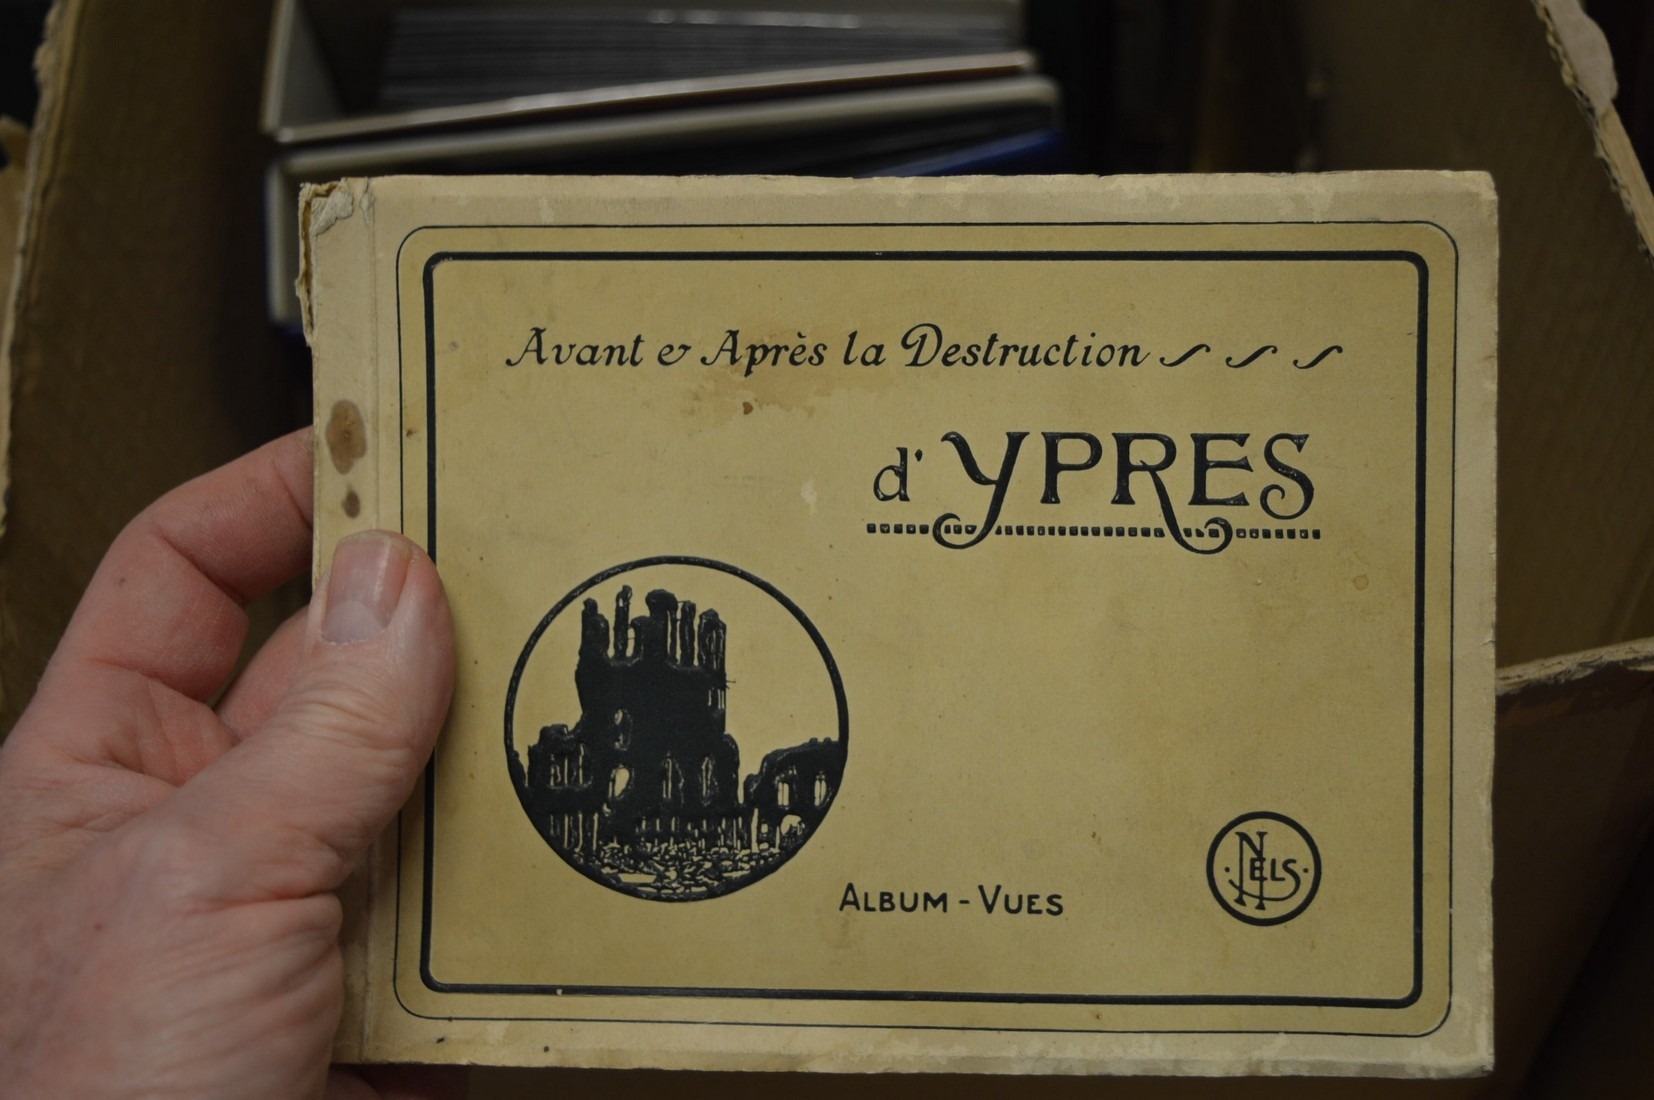 Avant & Après la Destruction
d'YPRES
ALBUM - VUES
NELS